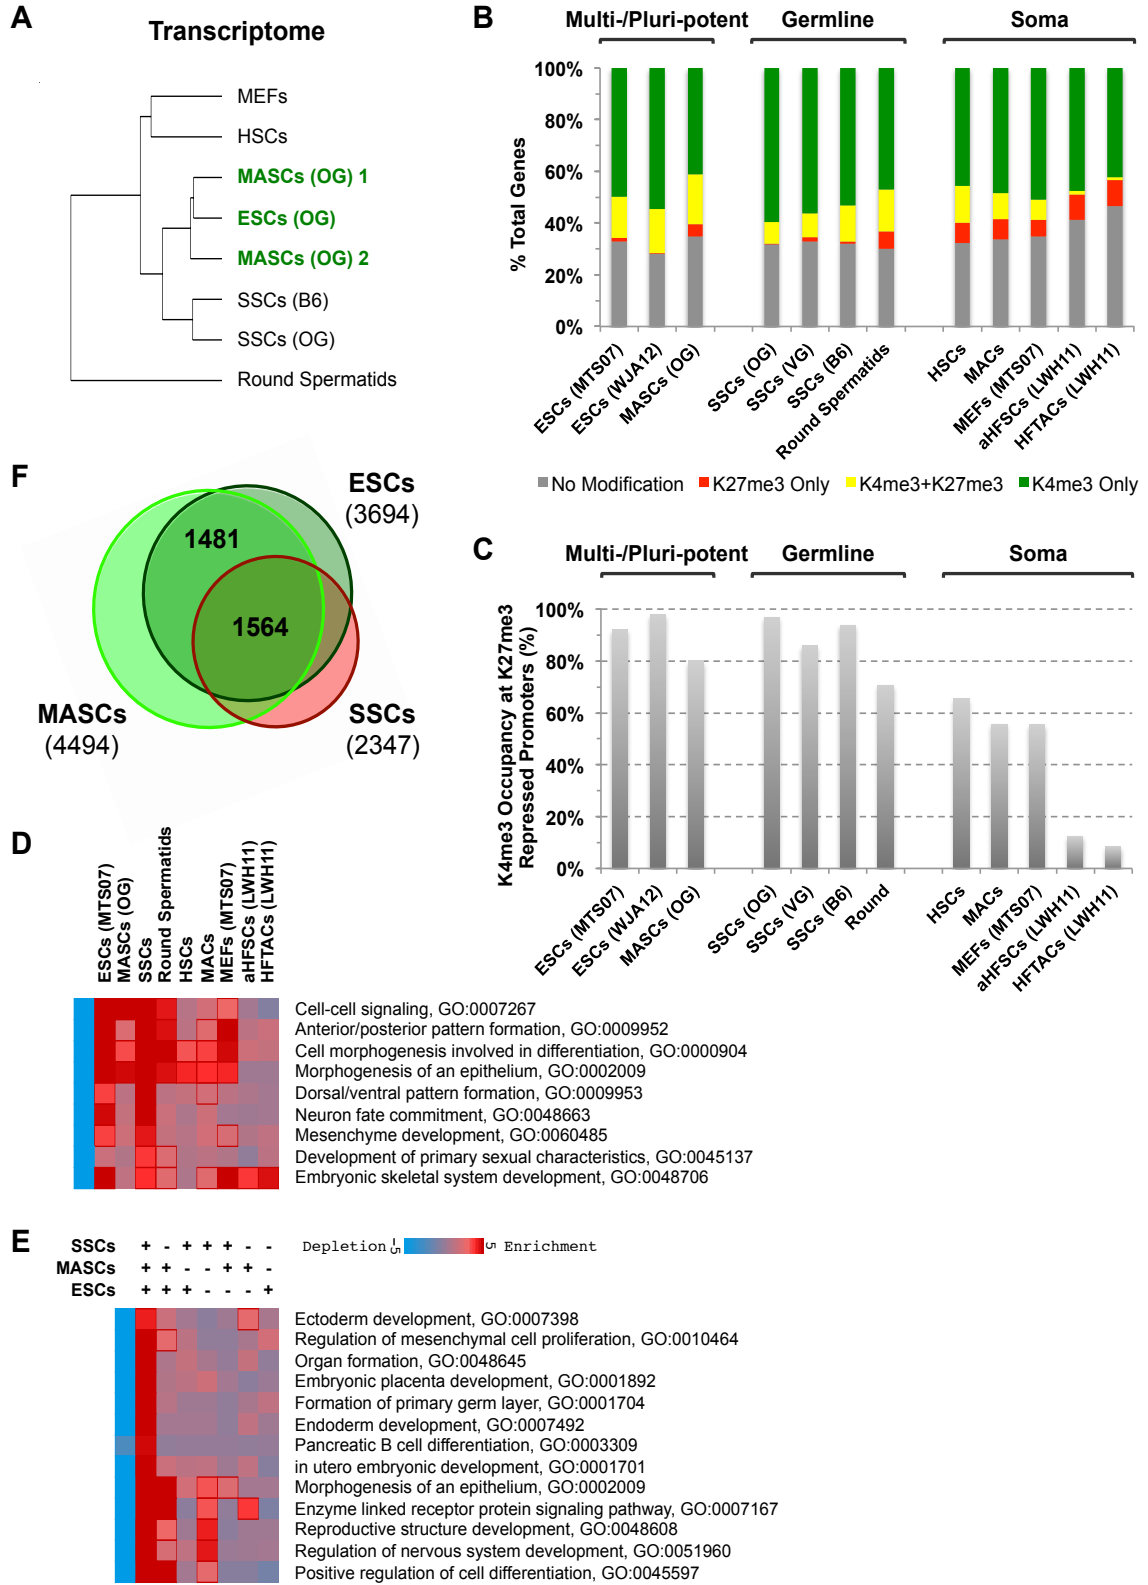 A
Transcriptome
MEFs
HSCs
MASCs (OG) 1
ESCs (OG)
MASCs (OG) 2
SSCs (B6)
SSCs (OG)
Round Spermatids
B
Multi-/Pluri-potent
Germline
Soma
% Total Genes
100%
80%
60%
40%
20%
0%
ESCs (MTS07)
ESCs (WJA12)
MASCs (OG)
SSCs (OG)
SSCs (VG)
SSCs (B6)
Round Spermatids
HSCs
MACs
MEFs (MTS07)
aHFSCs (LWH11)
HFTACs (LWH11)
No Modification
K27me3 Only
K4me3+K27me3
K4me3 Only
F
ESCs
(3694)
1481
1564
MASCs
(4494)
SSCs
(2347)
C
Multi-/Pluri-potent
Germline
Soma
K4me3 Occupancy at K27me3
Repressed Promoters (%)
100%
80%
60%
40%
20%
0%
ESCs (MTS07)
ESCs (WJA12)
MASCs (OG)
SSCs (OG)
SSCs (VG)
SSCs (B6)
Round
HSCs
MACs
MEFs (MTS07)
aHFSCs (LWH11)
HFTACs (LWH11)
D
ESCs (MTS07)
MASCs (OG)
SSCs
Round Spermatids
HSCs
MACs
MEFs (MTS07)
aHFSCs (LWH11)
HFTACs (LWH11)
Cell-cell signaling, GO:0007267
Anterior/posterior pattern formation, GO:0009952
Cell morphogenesis involved in differentiation, GO:0000904
Morphogenesis of an epithelium, GO:0002009
Dorsal/ventral pattern formation, GO:0009953
Neuron fate commitment, GO:0048663
Mesenchyme development, GO:0060485
Development of primary sexual characteristics, GO:0045137
Embryonic skeletal system development, GO:0048706
E
SSCs + - + + + - -
MASCs + + - - + + -
ESCs + + + - - - +
Depletion -5 5 Enrichment
Ectoderm development, GO:0007398
Regulation of mesenchymal cell proliferation, GO:0010464
Organ formation, GO:0048645
Embryonic placenta development, GO:0001892
Formation of primary germ layer, GO:0001704
Endoderm development, GO:0007492
Pancreatic B cell differentiation, GO:0003309
in utero embryonic development, GO:0001701
Morphogenesis of an epithelium, GO:0002009
Enzyme linked receptor protein signaling pathway, GO:0007167
Reproductive structure development, GO:0048608
Regulation of nervous system development, GO:0051960
Positive regulation of cell differentiation, GO:0045597